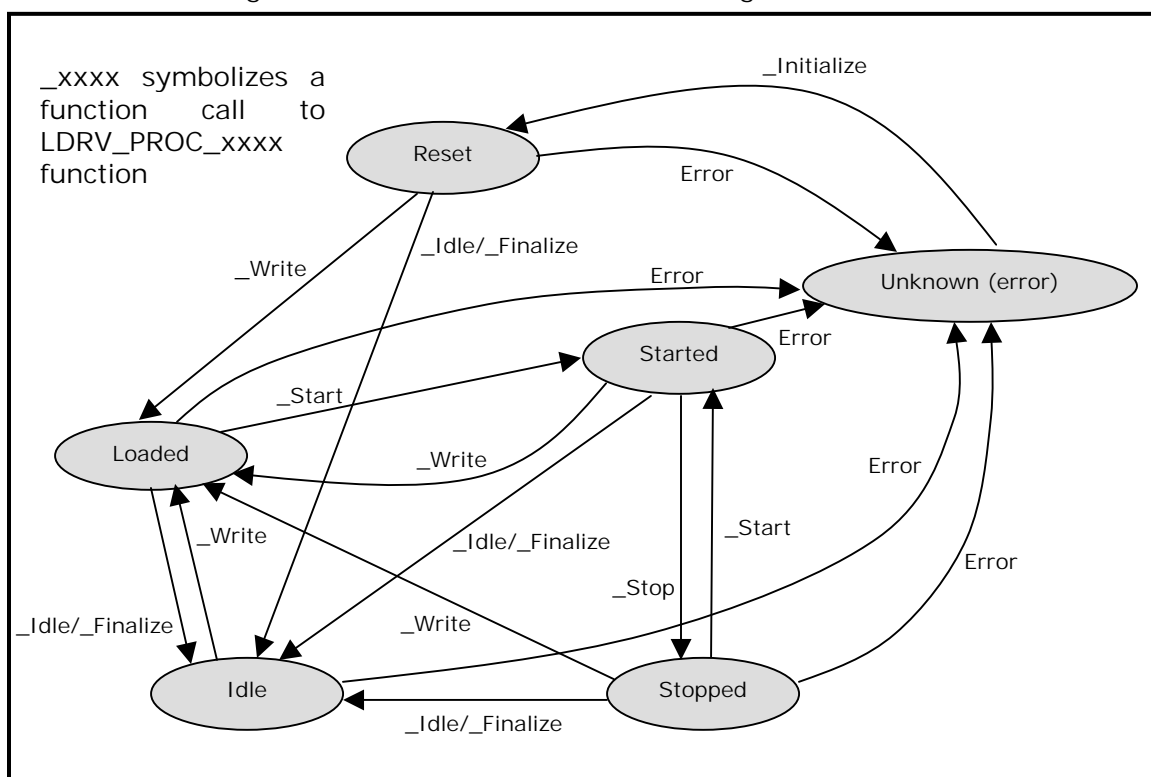 _xxxx symbolizes a
function call to
LDRV_PROC_xxxx
function
_Initialize
Reset
Error
_Idle/_Finalize
_Write
Error
Unknown (error)
Started
Error
_Start
Loaded
_Write
Error
_Write
_Idle/_Finalize
_Start
Error
_Stop
_Idle/_Finalize
_Write
Idle
Stopped
_Idle/_Finalize